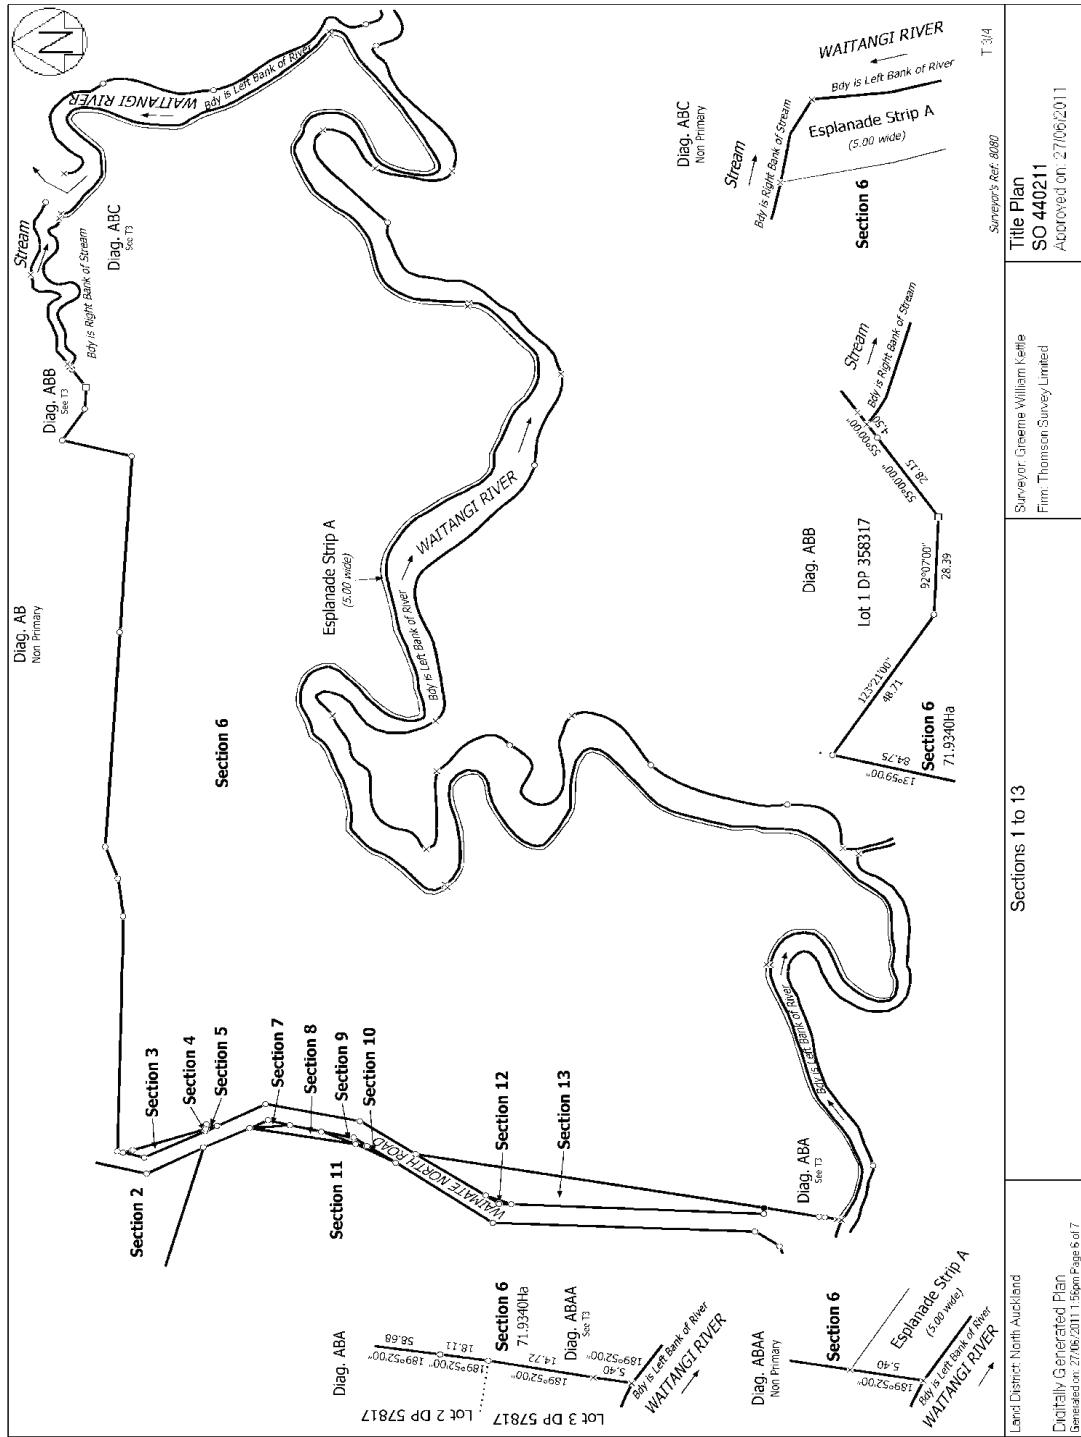 Diag. AB
Non Primary
N
Stream
Bdy is Right Bank of Stream
WAITANGI RIVER
Bdy is Left Bank of River
Diag. ABC
See T3
Diag. ABB
See T3
Section 6
Esplanade Strip A
(5.00 wide)
WAITANGI RIVER
Bdy is Left Bank of River
Section 2
Section 3
Section 4
Section 5
Section 7
Section 8
Section 9
Section 10
Section 11
Section 12
Section 13
WAIMATE NORTH ROAD
Diag. ABA
See T3
Bdy is Left Bank of River
Diag. ABA
189°52'00" 58.68
189°52'00" 18.11
189°52'00" 14.72
189°52'00" 5.40
Lot 2 DP 57817
Lot 3 DP 57817
Section 6
71.9340Ha
Diag. ABAA
See T3
Bdy is Left Bank of River
WAITANGI RIVER
Diag. ABAA
Non Primary
Section 6
189°52'00" 5.40
Esplanade Strip A
(5.00 wide)
Bdy is Left Bank of River
WAITANGI RIVER
Diag. ABB
Lot 1 DP 358317
Section 6
71.9340Ha
13°59'00" 84.75
123°21'00"
48.71
92°07'00"
28.39
55°00'00"
28.15
55°00'00"
4.50
Stream
Bdy is Right Bank of Stream
Diag. ABC
Non Primary
Stream
Bdy is Right Bank of Stream
WAITANGI RIVER
Bdy is Left Bank of River
Esplanade Strip A
(5.00 wide)
Section 6
Surveyor's Ref: 8080
T 3/4
Land District: North Auckland
Digitally Generated Plan
Generated on: 27/06/2011 1:56pm Page 6 of 7
Sections 1 to 13
Surveyor: Graeme William Kettle
Firm: Thomson Survey Limited
Title Plan
SO 440211
Approved on: 27/06/2011